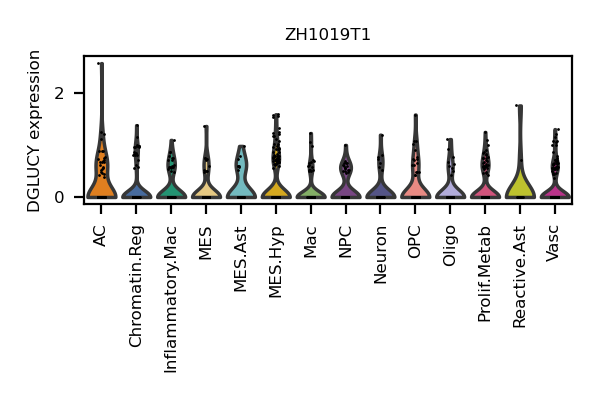 ZH1019T1
DGLUCY expression
2
0
AC
Chromatin.Reg
Inflammatory.Mac
MES
MES.Ast
MES.Hyp
Mac
NPC
Neuron
OPC
Oligo
Prolif.Metab
Reactive.Ast
Vasc